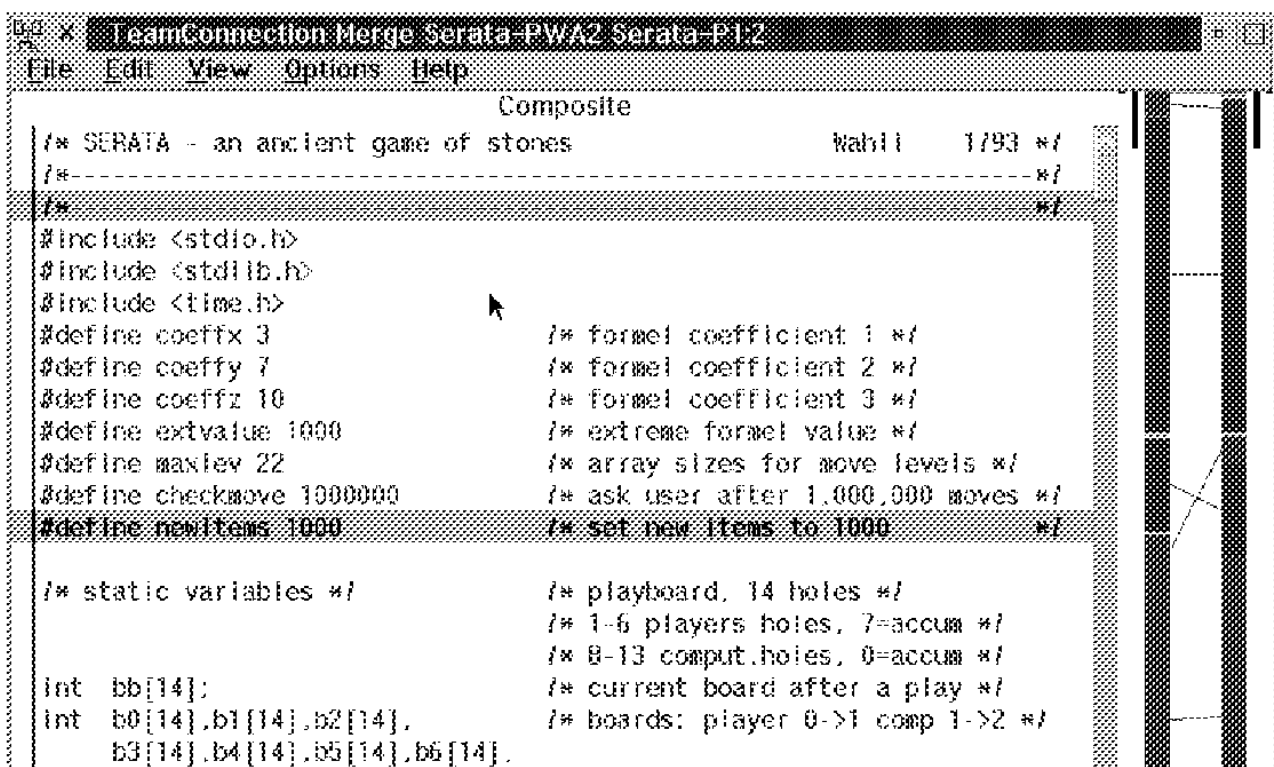 TeamConnection Merge Serata-PWA2 Serata-P1:2
File Edit View Options Help
Composite
/* SERATA - an ancient game of stones Wahli 1/93 */
/*------------------------------------------------------------------*/
/* */
#include <stdio.h>
#include <stdlib.h>
#include <time.h>
#define coeffx 3 /* formel coefficient 1 */
#define coeffy 7 /* formel coefficient 2 */
#define coeffz 10 /* formel coefficient 3 */
#define extvalue 1000 /* extreme formel value */
#define maxlev 22 /* array sizes for move levels */
#define checkmove 1000000 /* ask user after 1,000,000 moves */
#define newitems 1000 /* set new items to 1000 */
/* static variables */ /* playboard, 14 holes */
/* 1-6 players holes, 7=accum */
/* 8-13 comput.holes, 0=accum */
int bb[14]; /* current board after a play */
int b0[14],b1[14],b2[14], /* boards: player 0->1 comp 1->2 */
b3[14],b4[14],b5[14],b6[14],